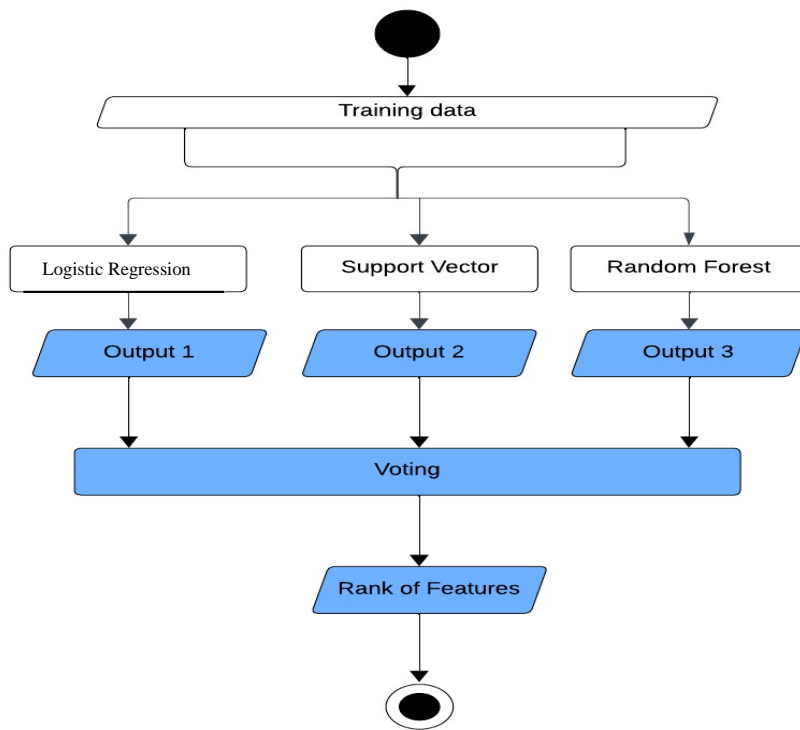 Training data
Logistic Regression
Support Vector
Random Forest
Output 1
Output 2
Output 3
Voting
Rank of Features